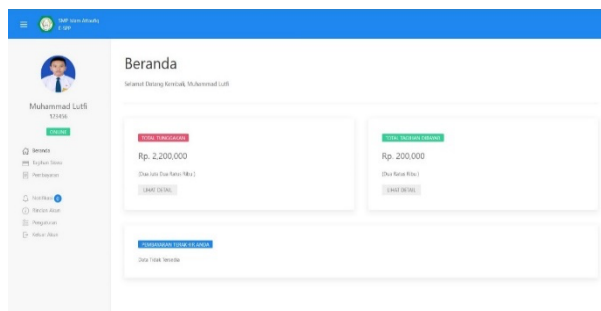 SMP Islam Attaufiq
E-SPP
Muhammad Lutfi
123456
ONLINE
Beranda
Tagihan Siswa
Pembayaran
Notifikasi
Pengaturan
Keluar Akun
Beranda
Selamat Datang Kembali, Muhammad Lutfi
TOTAL TUNGGAKAN
Rp. 2,200,000
(Dua Juta Dua Ratus Ribu )
LIHAT DETAIL
TOTAL TAGIHAN DIBAYAR
Rp. 200,000
(Dua Ratus Ribu )
LIHAT DETAIL
PEMBAYARAN TERAKHIR ANDA
Data Tidak Tersedia